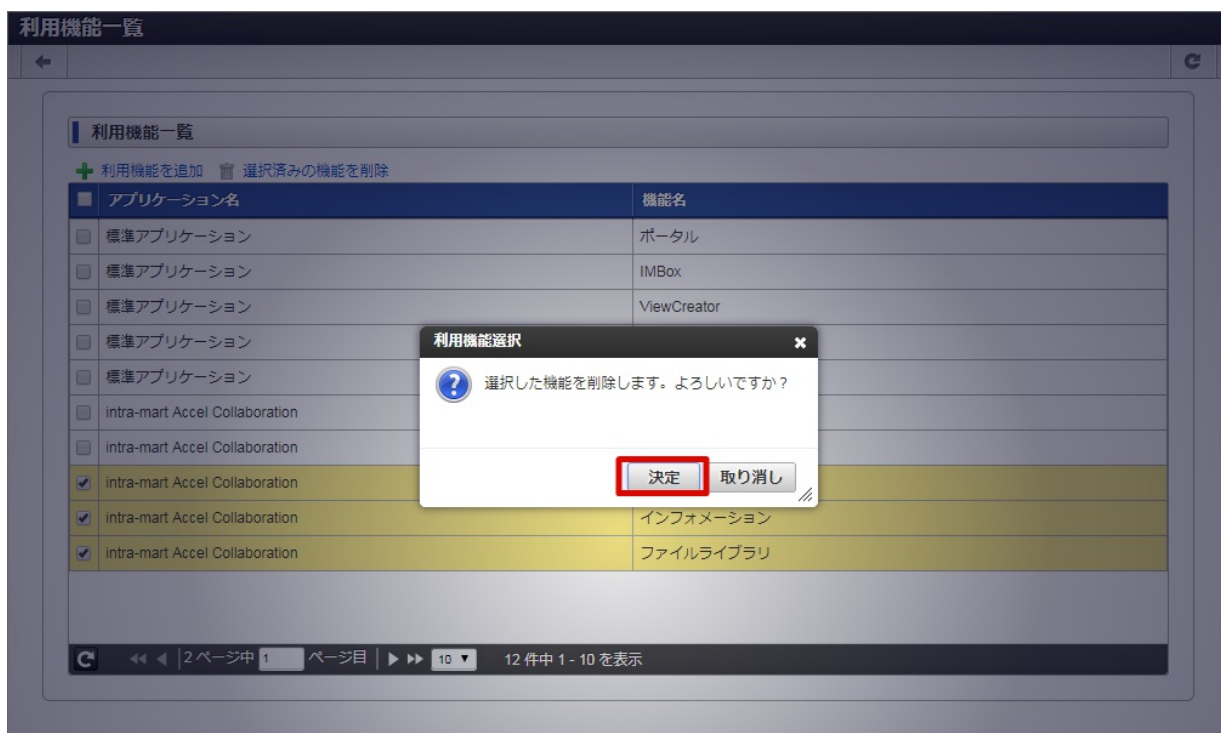 利用機能一覧
利用機能一覧
利用機能を追加 選択済みの機能を削除
アプリケーション名 機能名
標準アプリケーション ポータル
標準アプリケーション IMBox
標準アプリケーション ViewCreator
標準アプリケーション
標準アプリケーション
intra-mart Accel Collaboration
intra-mart Accel Collaboration
intra-mart Accel Collaboration
intra-mart Accel Collaboration インフォメーション
intra-mart Accel Collaboration ファイルライブラリ
利用機能選択
選択した機能を削除します。よろしいですか？
決定 取り消し
2 ページ中 1 ページ目 10 12 件中 1 - 10 を表示